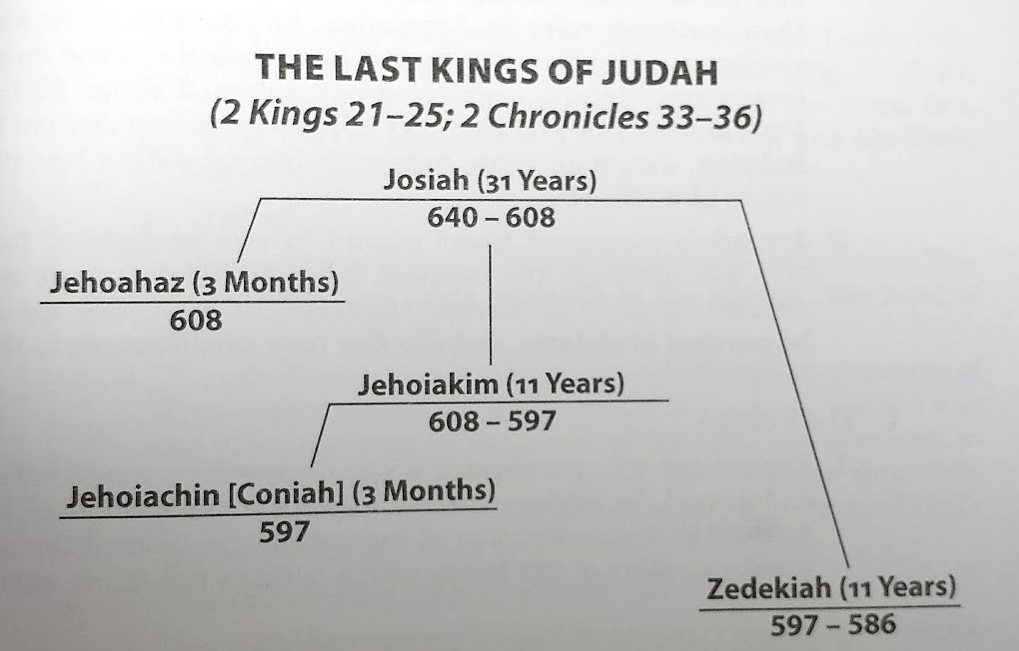 THE LAST KINGS OF JUDAH
(2 Kings 21–25; 2 Chronicles 33–36)
Josiah (31 Years)
640 – 608
Jehoahaz (3 Months)
608
Jehoiakim (11 Years)
608 – 597
Jehoiachin [Coniah] (3 Months)
597
Zedekiah (11 Years)
597 – 586